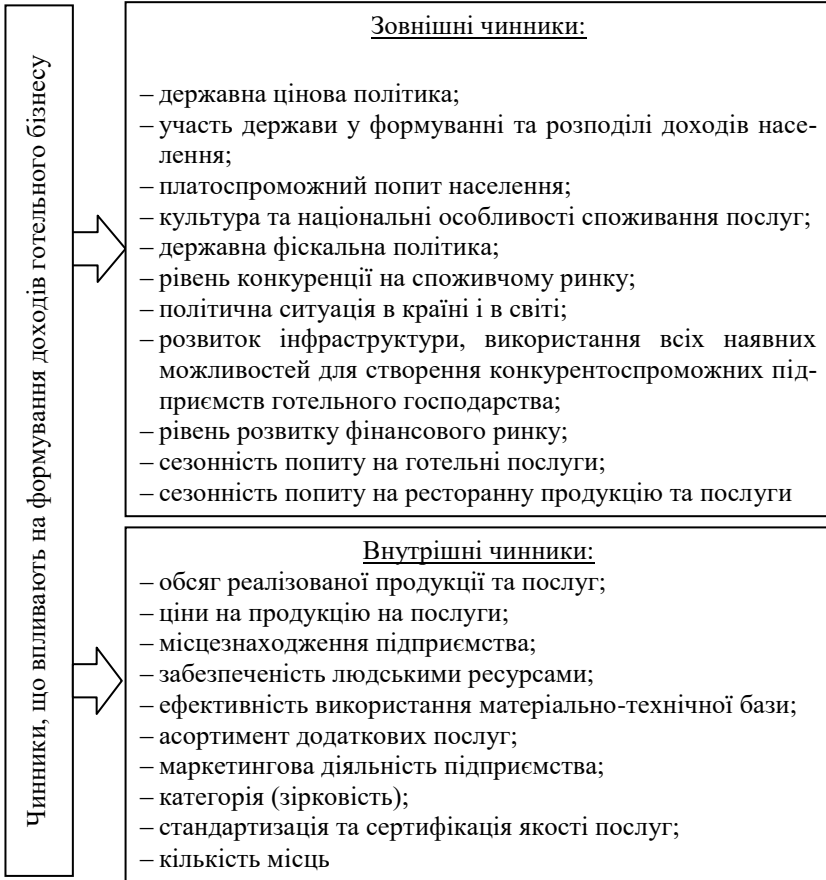 Чинники, що впливають на формування доходів готельного бізнесу
Зовнішні чинники:
– державна цінова політика;
– участь держави у формуванні та розподілі доходів насе-
лення;
– платоспроможний попит населення;
– культура та національні особливості споживання послуг;
– державна фіскальна політика;
– рівень конкуренції на споживчому ринку;
– політична ситуація в країні і в світі;
– розвиток інфраструктури, використання всіх наявних
можливостей для створення конкурентоспроможних під-
приємств готельного господарства;
– рівень розвитку фінансового ринку;
– сезонність попиту на готельні послуги;
– сезонність попиту на ресторанну продукцію та послуги
Внутрішні чинники:
– обсяг реалізованої продукції та послуг;
– ціни на продукцію на послуги;
– місцезнаходження підприємства;
– забезпеченість людськими ресурсами;
– ефективність використання матеріально-технічної бази;
– асортимент додаткових послуг;
– маркетингова діяльність підприємства;
– категорія (зірковість);
– стандартизація та сертифікація якості послуг;
– кількість місць